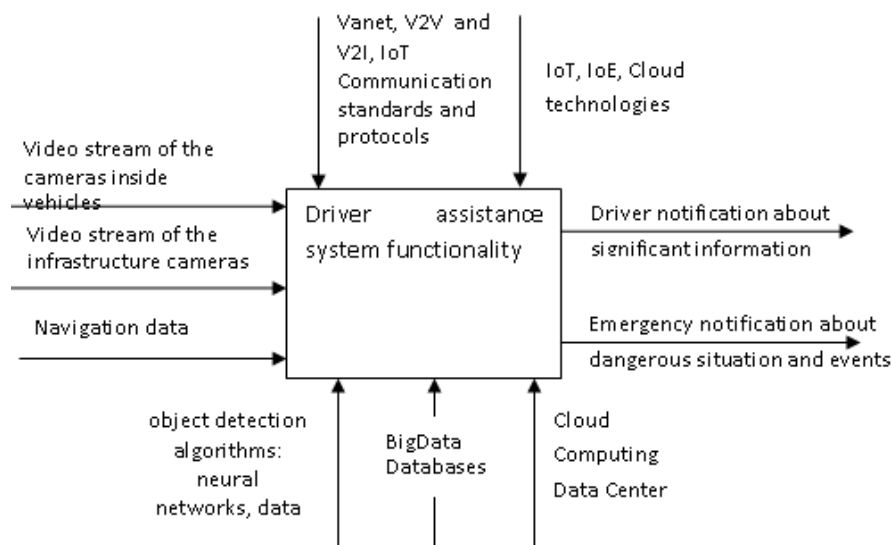 Vanet, V2V and
V2I, IoT
Communication
standards and
protocols
IoT, IoE, Cloud
technologies
Video stream of the
cameras inside
vehicles
Video stream of the
infrastructure cameras
Navigation data
Driver assistance
system functionality
Driver notification about
significant information
Emergency notification about
dangerous situation and events
object detection
algorithms:
neural
networks, data
BigData
Databases
Cloud
Computing
Data Center